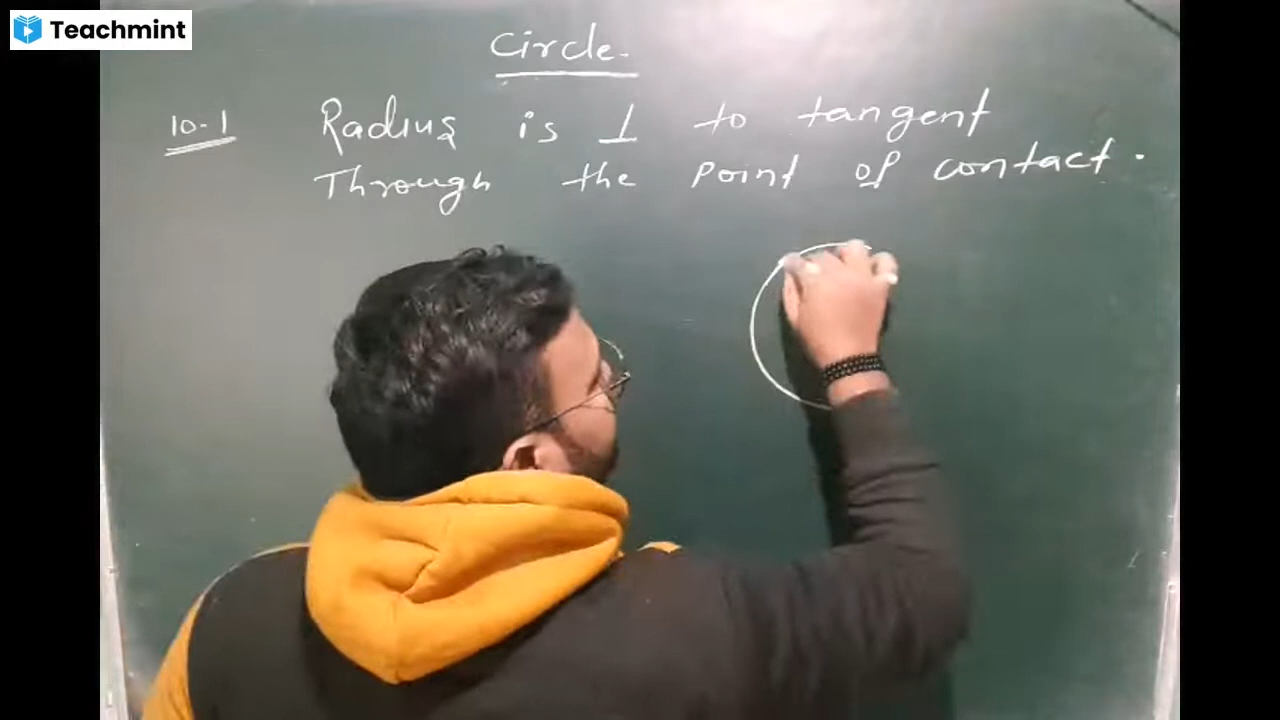 Teachmint
Circle.
10.1 Radius is ⊥ to tangent
Through the point of contact.